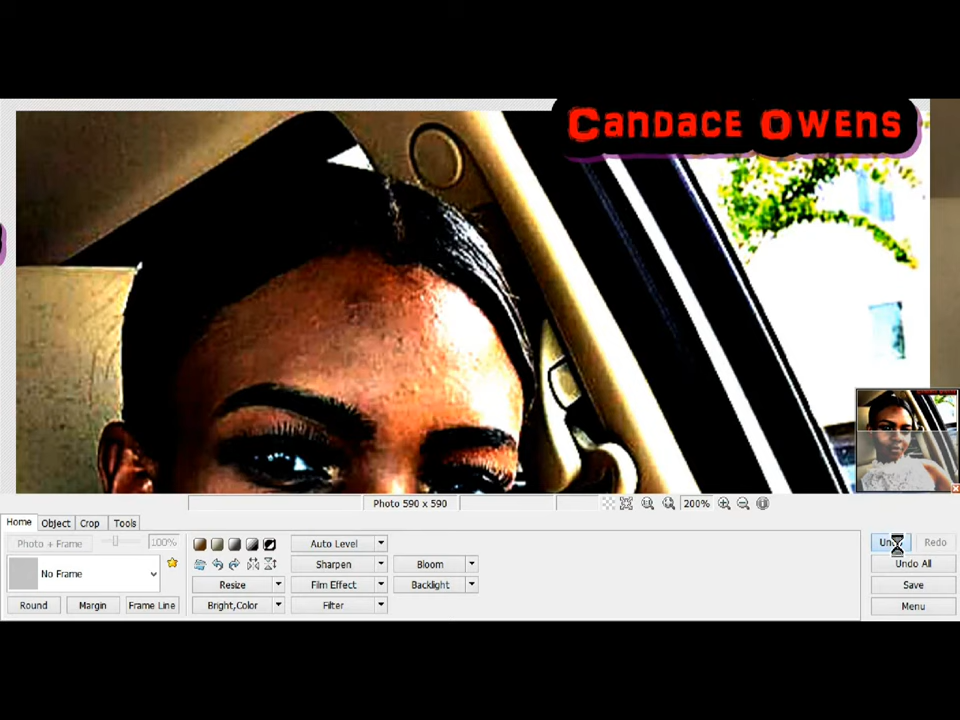 Candace Owens
Photo 590 x 590
200%
Home Object Crop Tools
Photo + Frame 100%
Auto Level
Undo Redo
No Frame
Sharpen
Bloom
Undo All
Resize
Film Effect
Backlight
Save
Round Margin Frame Line
Bright,Color
Filter
Menu